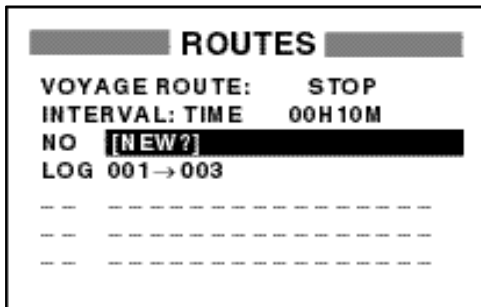 ROUTES
VOYAGE ROUTE: STOP
INTERVAL: TIME 00H10M
NO [NEW?]
LOG 001→003
-- -- -- -- -- -- -- -- -- -- -- -- -- -- --
-- -- -- -- -- -- -- -- -- -- -- -- -- -- --
-- -- -- -- -- -- -- -- -- -- -- -- -- -- --